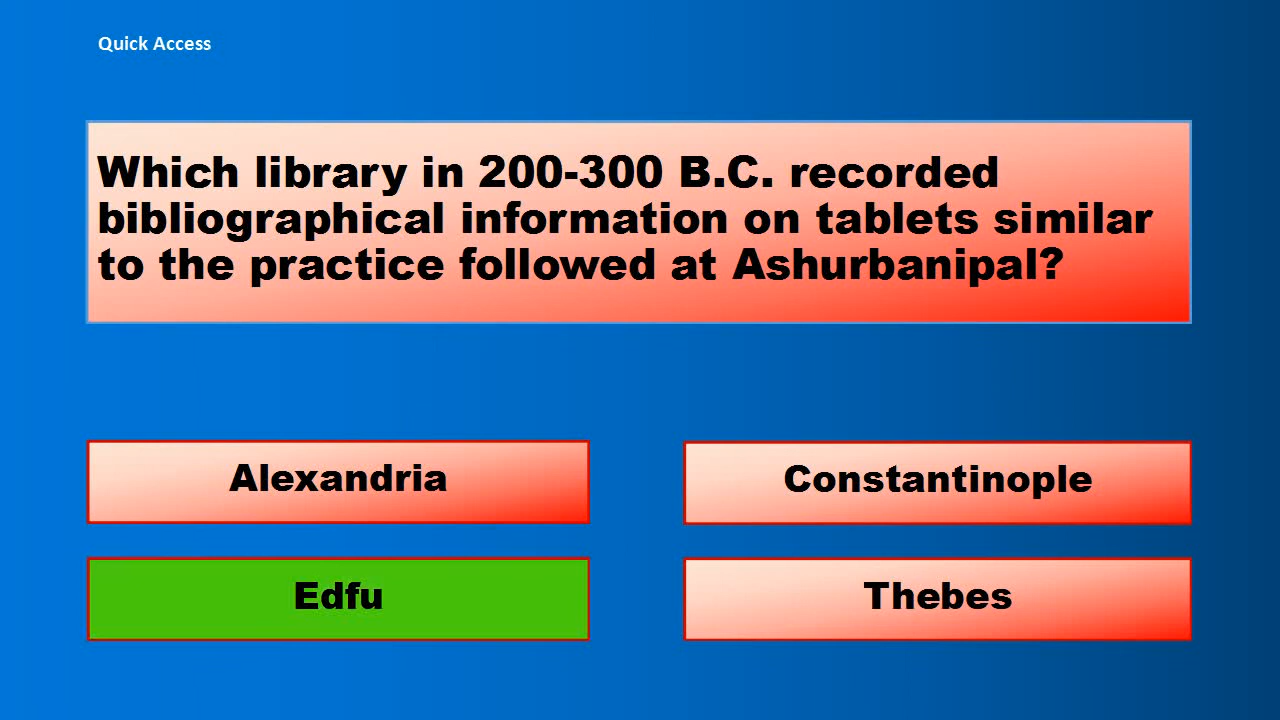 Quick Access
Which library in 200-300 B.C. recorded
bibliographical information on tablets similar
to the practice followed at Ashurbanipal?
Alexandria
Constantinople
Edfu
Thebes